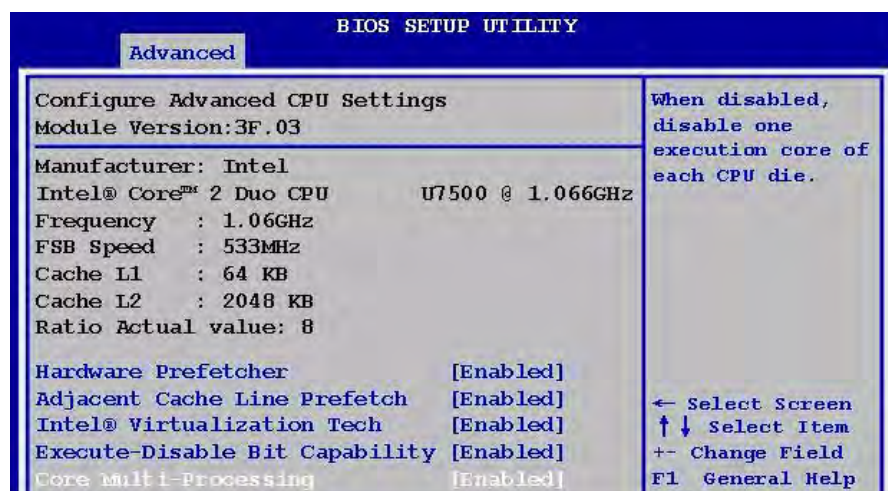 BIOS SETUP UTILITY
Advanced
Configure Advanced CPU Settings
Module Version:3F.03
Manufacturer: Intel
Intel® Core™ 2 Duo CPU U7500 @ 1.066GHz
Frequency : 1.06GHz
FSB Speed : 533MHz
Cache L1 : 64 KB
Cache L2 : 2048 KB
Ratio Actual value: 8
Hardware Prefetcher [Enabled]
Adjacent Cache Line Prefetch [Enabled]
Intel® Virtualization Tech [Enabled]
Execute-Disable Bit Capability [Enabled]
Core Multi-Processing [Enabled]
When disabled,
disable one
execution core of
each CPU die.
← Select Screen
↑↓ Select Item
+- Change Field
F1 General Help